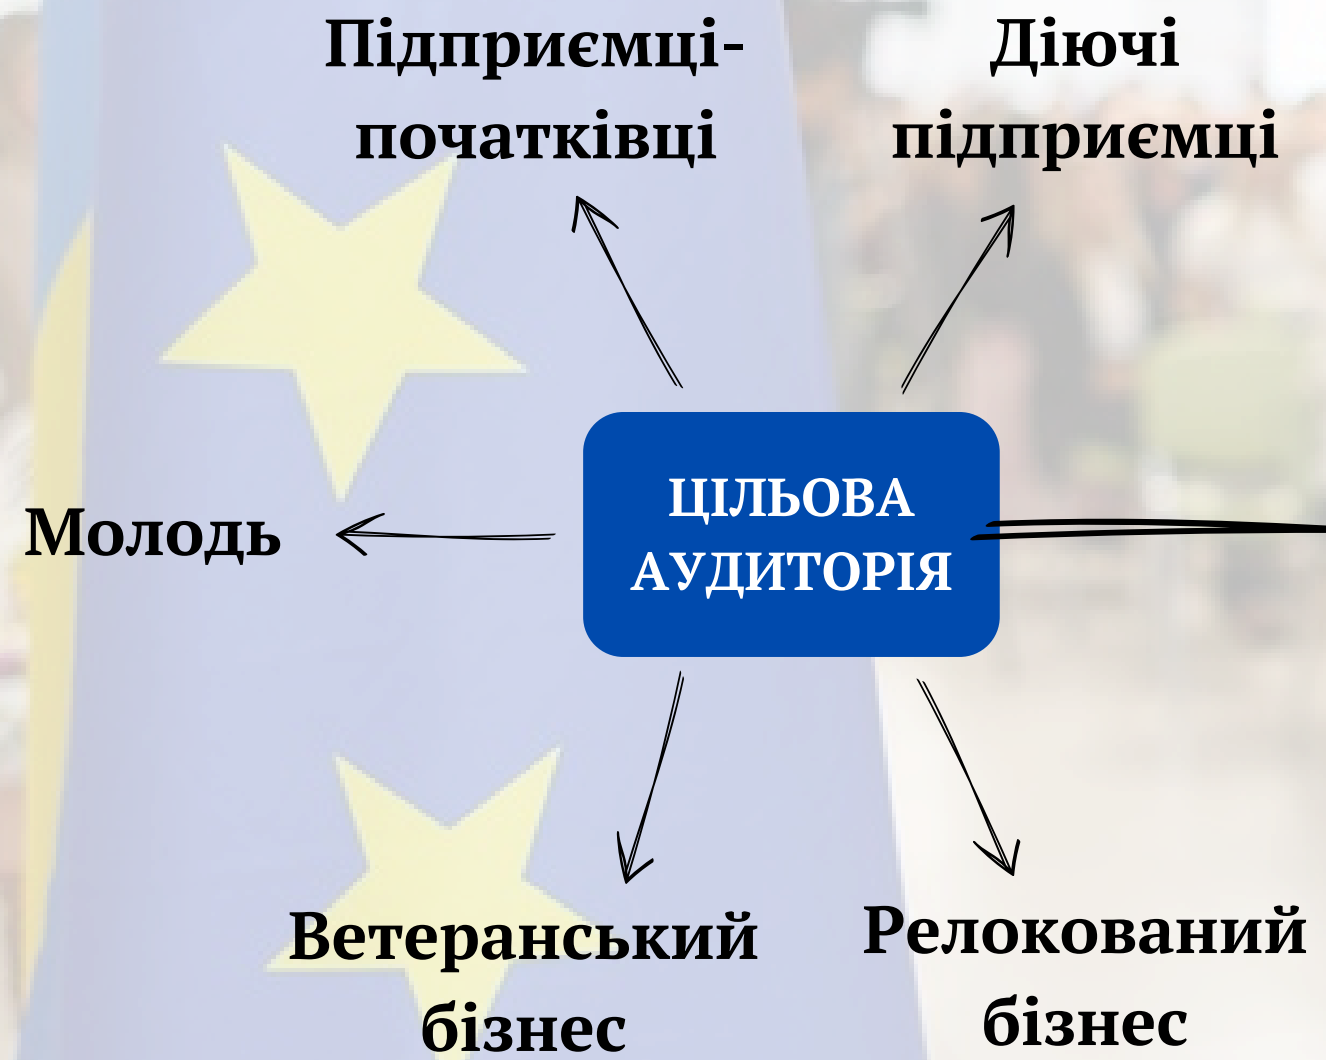 Підприємці-
початківці
Діючі
підприємці
ЦІЛЬОВА
АУДИТОРІЯ
Молодь
Ветеранський
бізнес
Релокований
бізнес